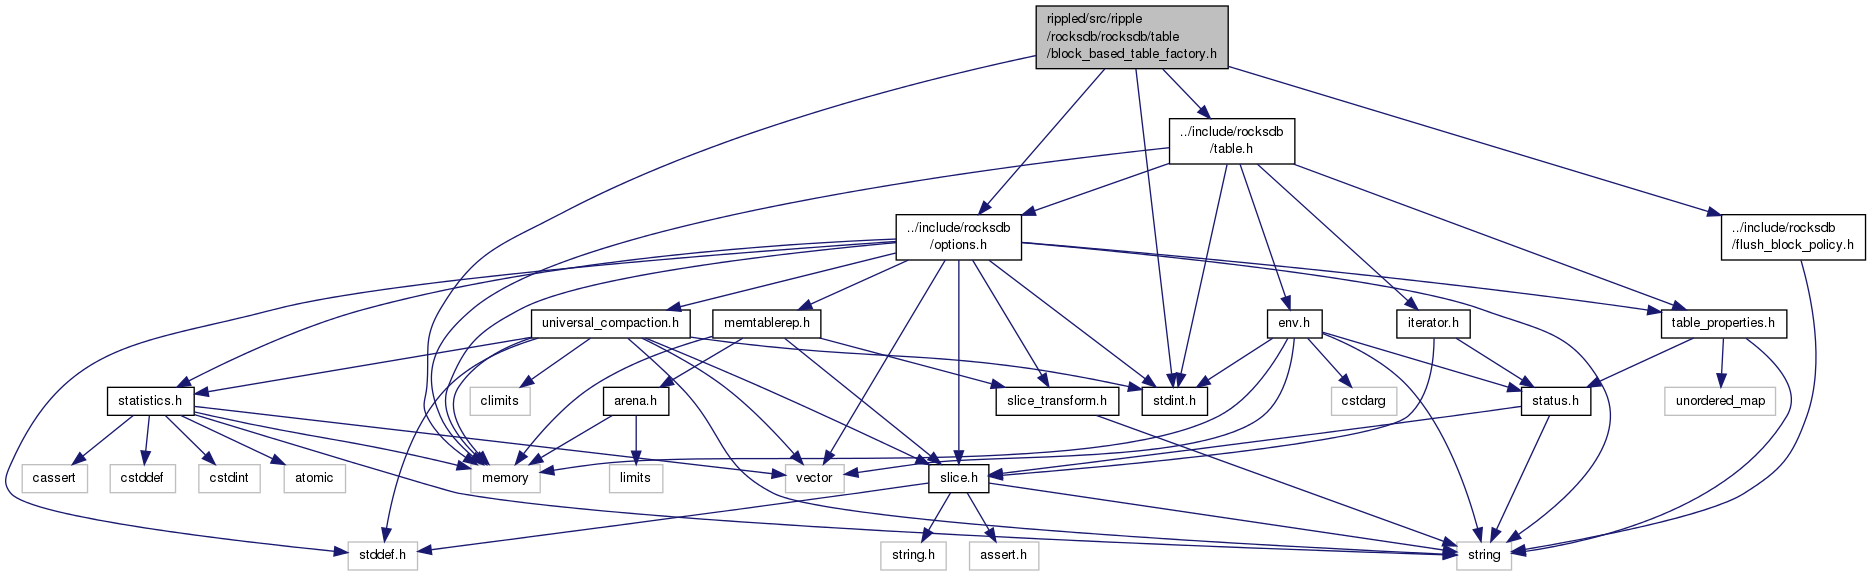 rippled/src/ripple
/rocksdb/rocksdb/table
/block_based_table_factory.h
../include/rocksdb
/table.h
../include/rocksdb
/options.h
../include/rocksdb
/flush_block_policy.h
universal_compaction.h
memtablerep.h
env.h
iterator.h
table_properties.h
statistics.h
climits
arena.h
slice_transform.h
stdint.h
cstdarg
status.h
unordered_map
cassert
cstddef
cstdint
atomic
memory
limits
vector
slice.h
stddef.h
string.h
assert.h
string